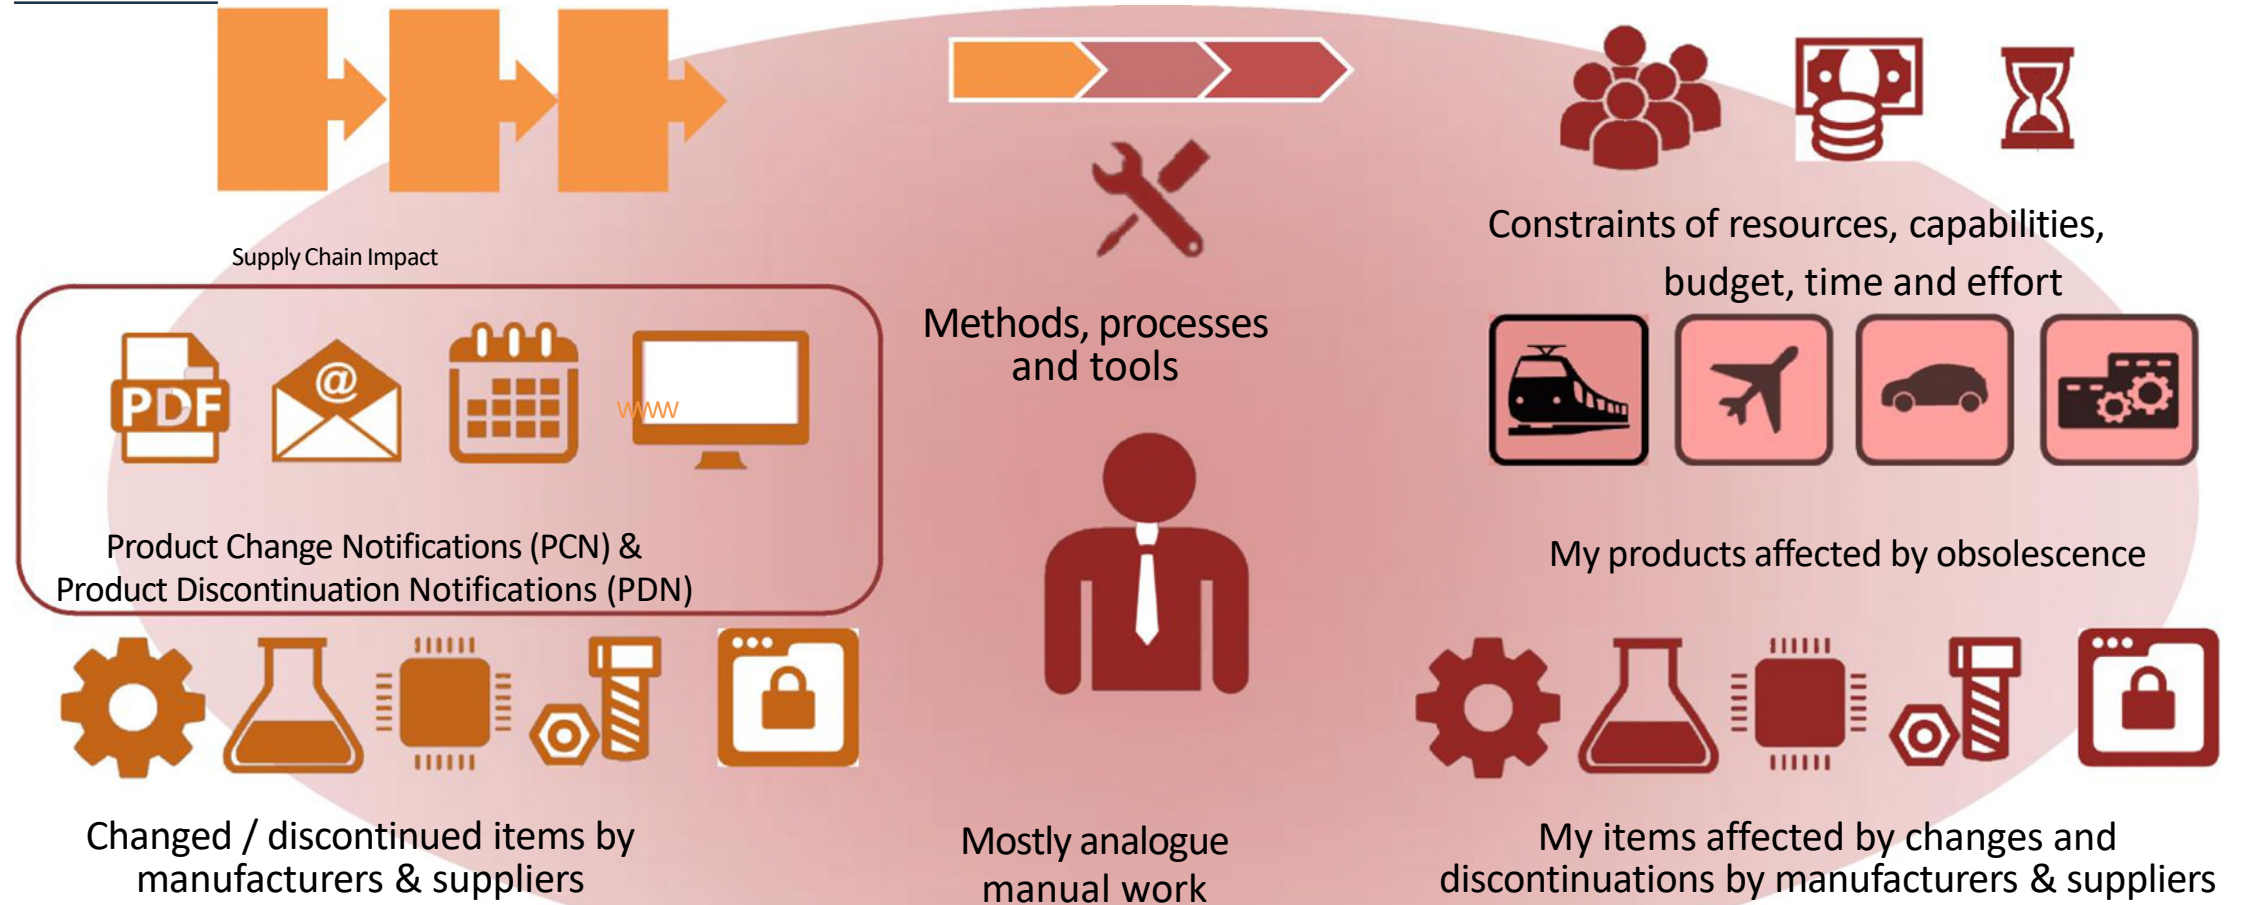 Supply Chain Impact
PDF
@
WWW
Product Change Notifications (PCN) &
Product Discontinuation Notifications (PDN)
Changed / discontinued items by
manufacturers & suppliers
Methods, processes
and tools
Mostly analogue
manual work
Constraints of resources, capabilities,
budget, time and effort
My products affected by obsolescence
My items affected by changes and
discontinuations by manufacturers & suppliers